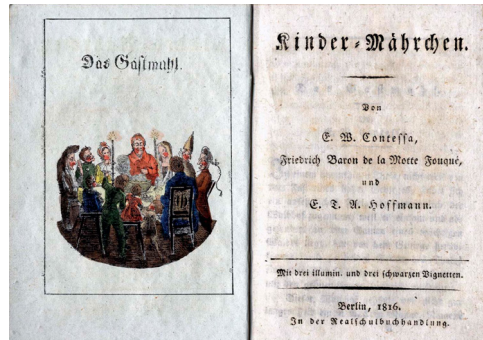 Das Gastmahl.
Kinder-Mährchen.
Von
E. W. Contessa,
Friedrich Baron de la Motte Fouqué,
und
E. T. A. Hoffmann.
Mit drei illumin. und drei schwarzen Vignetten.
Berlin, 1816.
In der Realschulbuchhandlung.